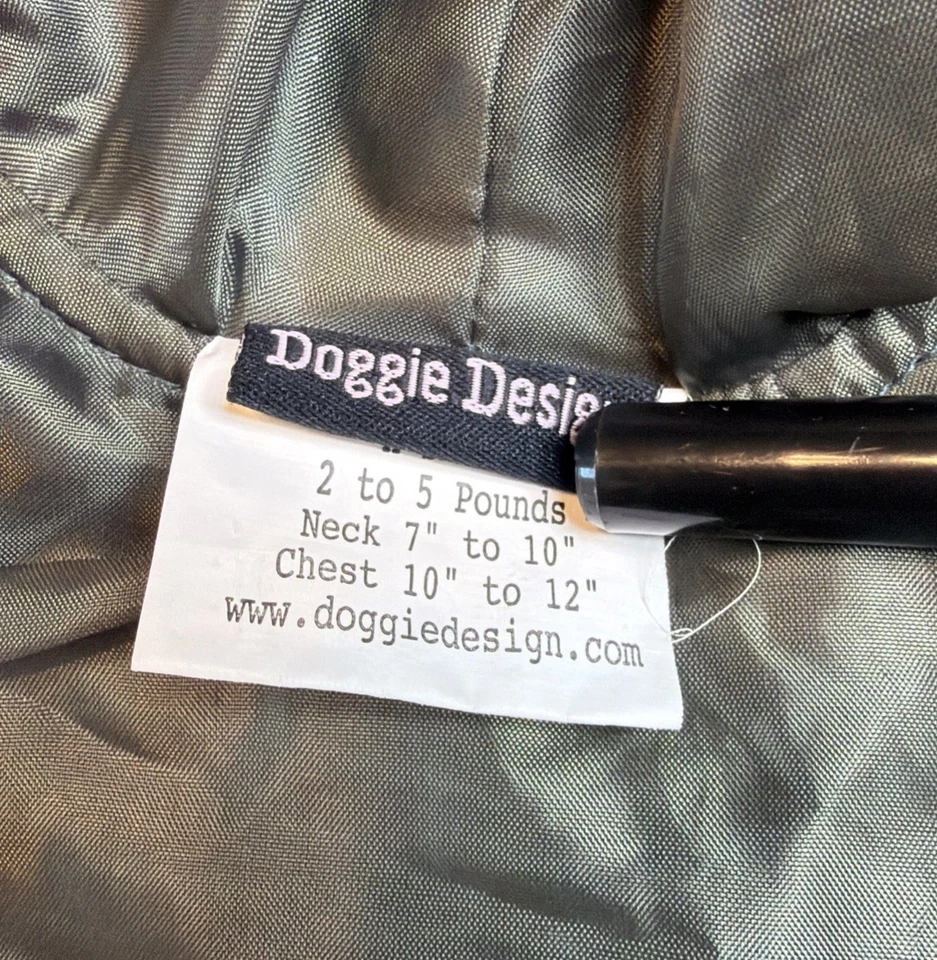 Doggie Desig
2 to 5 Pounds
Neck 7" to 10"
Chest 10" to 12"
www.doggiedesign.com